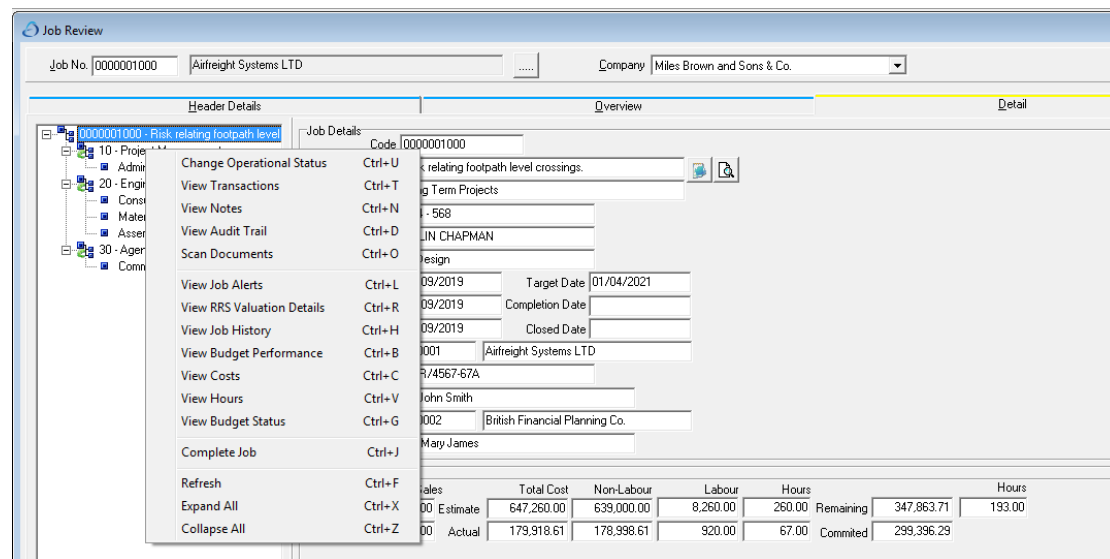 Job Review
Job No. 0000001000 Airfreight Systems LTD ..... Company Miles Brown and Sons & Co.
Header Details Overview Detail
0000001000 - Risk relating footpath level
10 - Proje
Admin
20 - Engin
Cons
Mate
Asser
30 - Agen
Comm
Change Operational Status Ctrl+U
View Transactions Ctrl+T
View Notes Ctrl+N
View Audit Trail Ctrl+D
Scan Documents Ctrl+O
View Job Alerts Ctrl+L
View RRS Valuation Details Ctrl+R
View Job History Ctrl+H
View Budget Performance Ctrl+B
View Costs Ctrl+C
View Hours Ctrl+V
View Budget Status Ctrl+G
Complete Job Ctrl+J
Refresh Ctrl+F
Expand All Ctrl+X
Collapse All Ctrl+Z
Job Details
Code 0000001000
k relating footpath level crossings.
g Term Projects
- 568
LIN CHAPMAN
Design
09/2019 Target Date 01/04/2021
09/2019 Completion Date
09/2019 Closed Date
0001 Airfreight Systems LTD
R/4567-67A
John Smith
0002 British Financial Planning Co.
Mary James
Sales Total Cost Non-Labour Labour Hours Hours
00 Estimate 647,260.00 639,000.00 8,260.00 260.00 Remaining 347,863.71 193.00
00 Actual 179,918.61 178,998.61 920.00 67.00 Commited 299,396.29